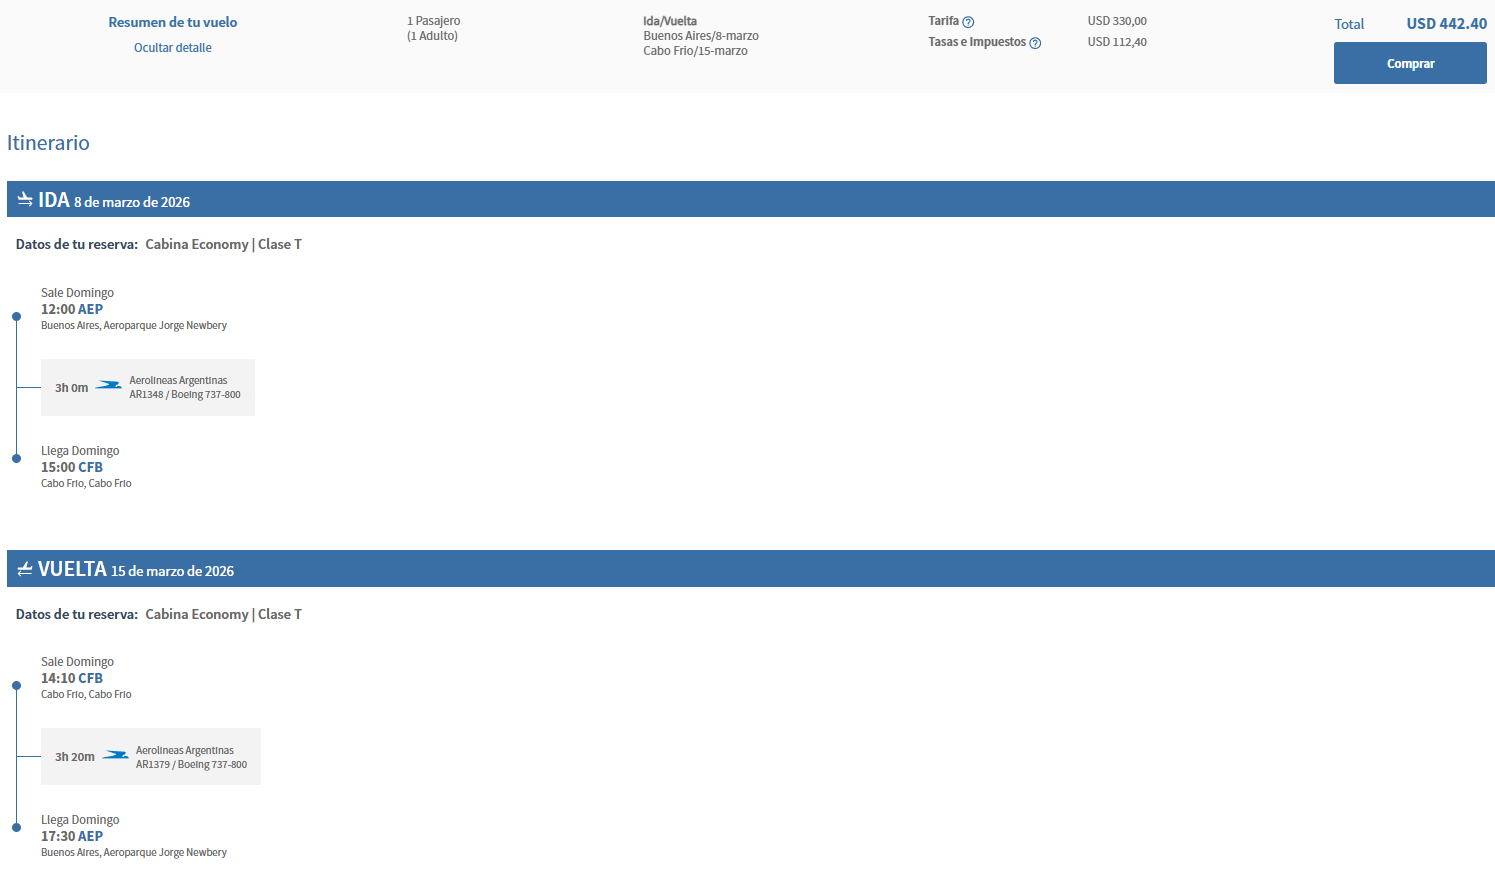 Resumen de tu vuelo
Ocultar detalle
1 Pasajero
(1 Adulto)
Ida/Vuelta
Buenos Aires/8-marzo
Cabo Frio/15-marzo
Tarifa ? USD 330,00
Tasas e Impuestos ? USD 112,40
Total USD 442.40
Comprar
Itinerario
IDA 8 de marzo de 2026
Datos de tu reserva: Cabina Economy | Clase T
Sale Domingo
12:00 AEP
Buenos Aires, Aeroparque Jorge Newbery
3h 0m
Aerolíneas Argentinas
AR1348 / Boeing 737-800
Llega Domingo
15:00 CFB
Cabo Frio, Cabo Frio
VUELTA 15 de marzo de 2026
Datos de tu reserva: Cabina Economy | Clase T
Sale Domingo
14:10 CFB
Cabo Frio, Cabo Frio
3h 20m
Aerolíneas Argentinas
AR1379 / Boeing 737-800
Llega Domingo
17:30 AEP
Buenos Aires, Aeroparque Jorge Newbery